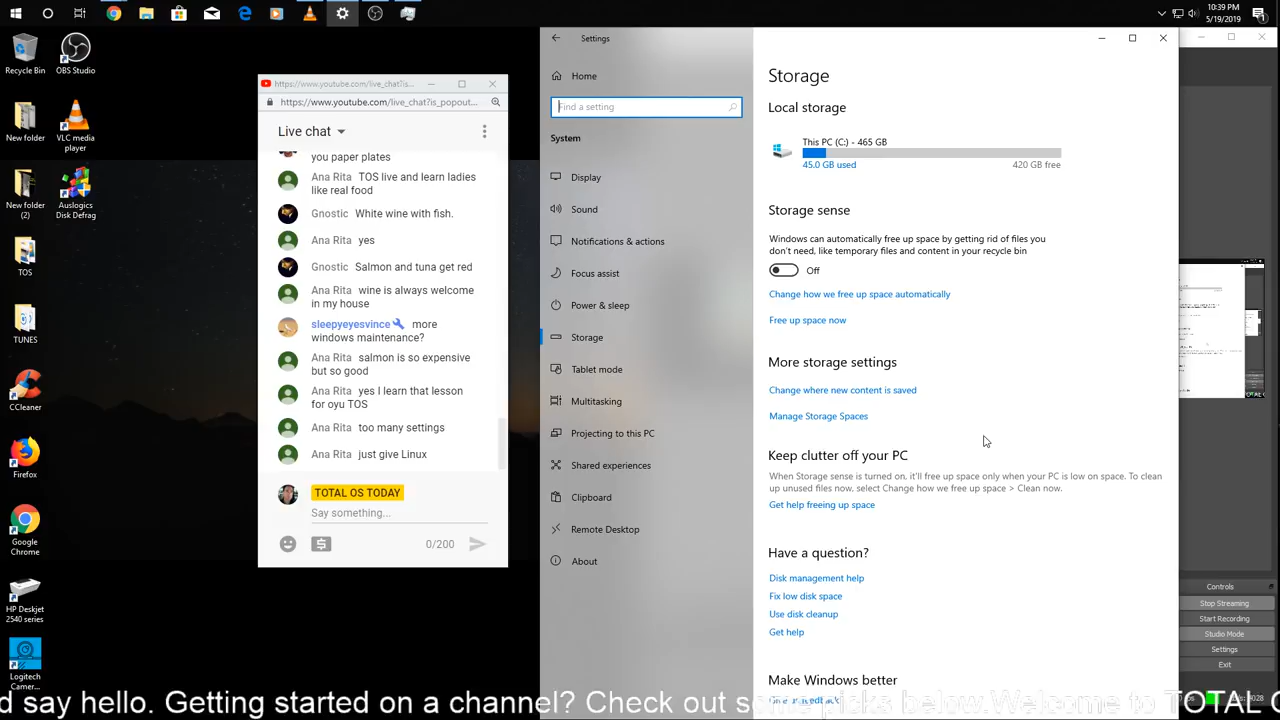 10:39 PM
5/19/2019
Recycle Bin
OBS Studio
New folder
VLC media
player
New folder
(2)
Auslogics
Disk Defrag
TOS
TUNES
CCleaner
Firefox
Google
Chrome
HP Deskjet
2540 series
Logitech
Camer...
https://www.youtube.com/live_chat?is...
https://www.youtube.com/live_chat?is_popout...
Live chat
you paper plates
Ana Rita TOS live and learn ladies
like real food
Gnostic White wine with fish.
Ana Rita yes
Gnostic Salmon and tuna get red
Ana Rita wine is always welcome
in my house
sleepyeyesvince more
windows maintenance?
Ana Rita salmon is so expensive
but so good
Ana Rita yes I learn that lesson
for oyu TOS
Ana Rita too many settings
Ana Rita just give Linux
TOTAL OS TODAY
Say something...
0/200
Settings
Home
Find a setting
System
Display
Sound
Notifications & actions
Focus assist
Power & sleep
Storage
Tablet mode
Multitasking
Projecting to this PC
Shared experiences
Clipboard
Remote Desktop
About
Storage
Local storage
This PC (C:) - 465 GB
45.0 GB used 420 GB free
Storage sense
Windows can automatically free up space by getting rid of files you
don't need, like temporary files and content in your recycle bin
Off
Change how we free up space automatically
Free up space now
More storage settings
Change where new content is saved
Manage Storage Spaces
Keep clutter off your PC
When Storage sense is turned on, it'll free up space only when your PC is low on space. To clean
up unused files now, select Change how we free up space > Clean now.
Get help freeing up space
Have a question?
Disk management help
Fix low disk space
Use disk cleanup
Get help
Make Windows better
Controls
Stop Streaming
Start Recording
Studio Mode
Settings
Exit
d say hello. Getting started on a channel? Check out some picks below.Welcome to TOTAL O